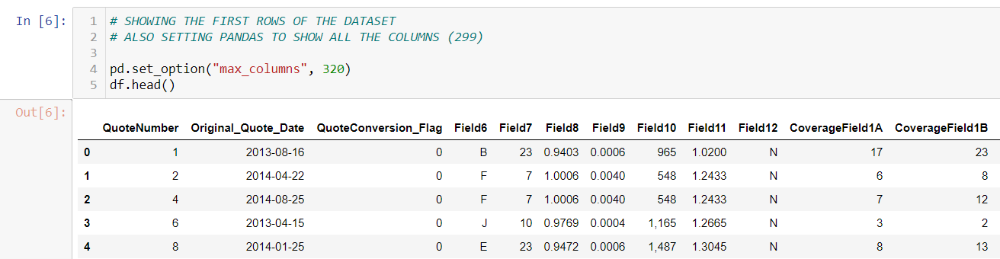 In [6]:
1 # SHOWING THE FIRST ROWS OF THE DATASET
2 # ALSO SETTING PANDAS TO SHOW ALL THE COLUMNS (299)
3
4 pd.set_option("max_columns", 320)
5 df.head()
Out[6]:
QuoteNumber Original_Quote_Date QuoteConversion_Flag Field6 Field7 Field8 Field9 Field10 Field11 Field12 CoverageField1A CoverageField1B
0 1 2013-08-16 0 B 23 0.9403 0.0006 965 1.0200 N 17 23
1 2 2014-04-22 0 F 7 1.0006 0.0040 548 1.2433 N 6 8
2 4 2014-08-25 0 F 7 1.0006 0.0040 548 1.2433 N 7 12
3 6 2013-04-15 0 J 10 0.9769 0.0004 1,165 1.2665 N 3 2
4 8 2014-01-25 0 E 23 0.9472 0.0006 1,487 1.3045 N 8 13